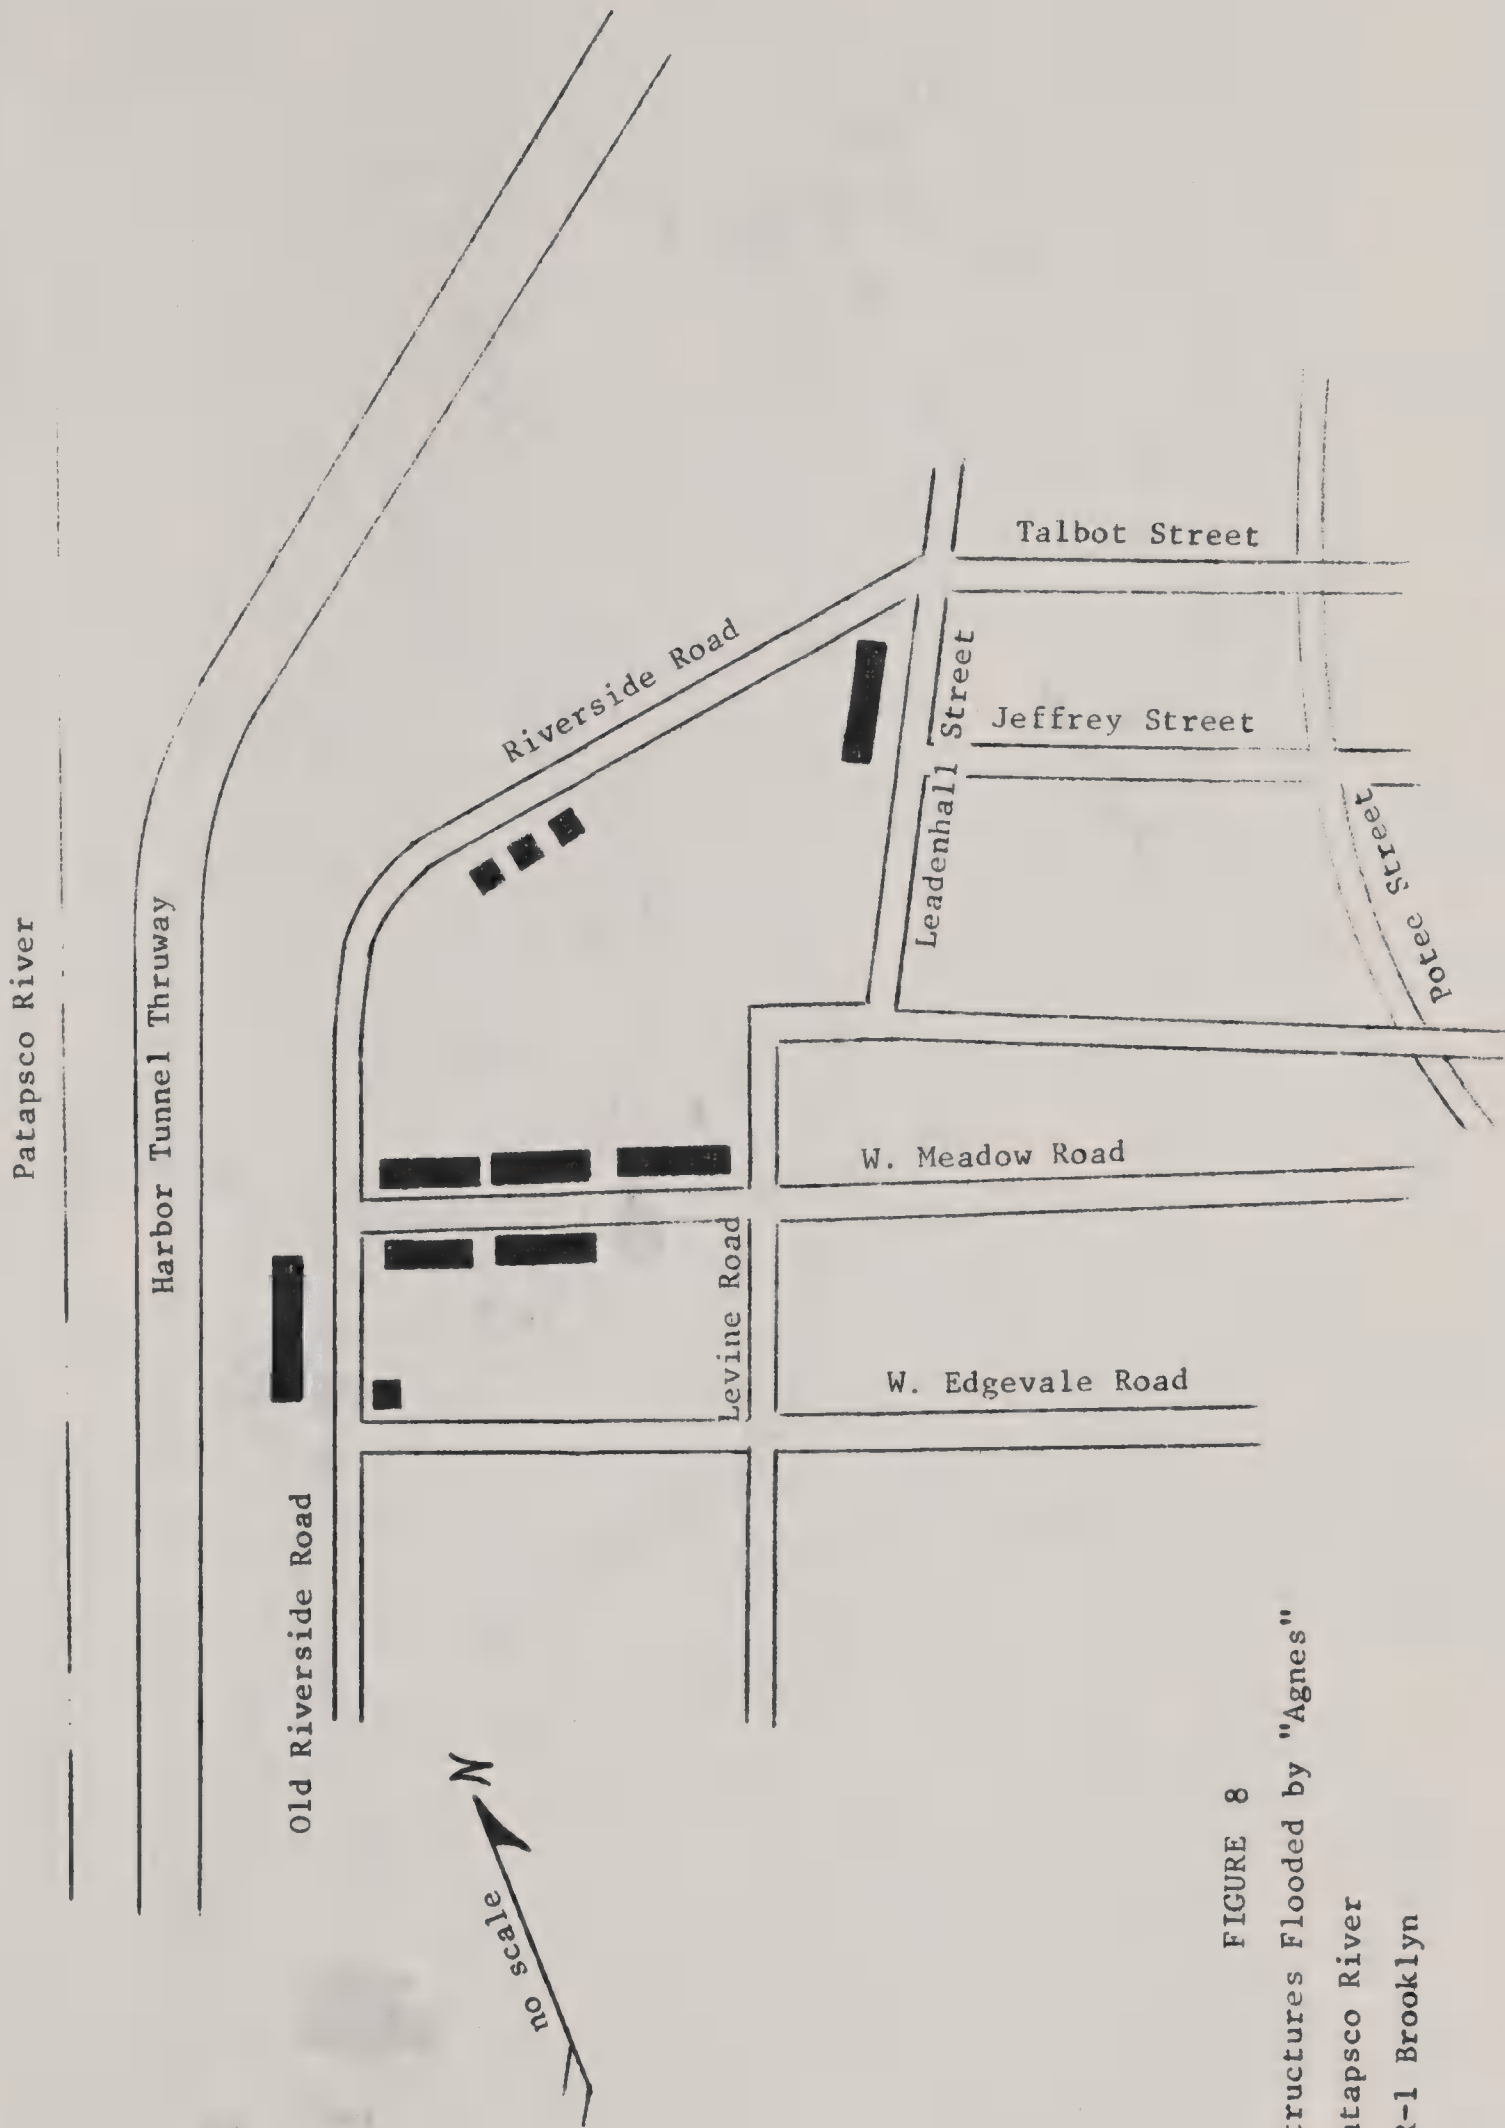 Patapsco River
Harbor Tunnel Thruway
Old Riverside Road
Riverside Road
Talbot Street
Jeffrey Street
Leadenhall Street
Potee Street
W. Meadow Road
Levine Road
W. Edgevale Road
N
no scale
FIGURE 8
tructures Flooded by "Agnes"
tapsco River
-1 Brooklyn